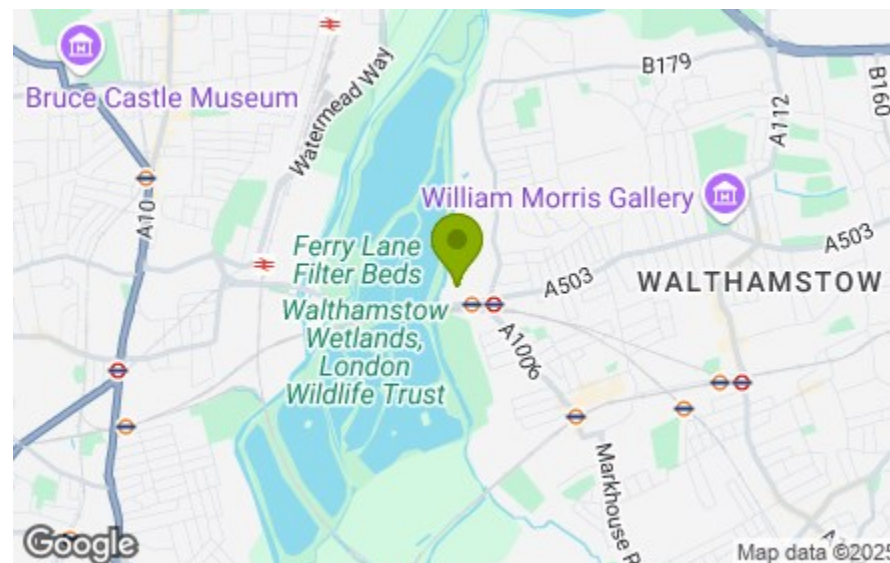 Bruce Castle Museum
Watermead Way
B179
B160
A112
A10
William Morris Gallery
A503
Ferry Lane
Filter Beds
A503
WALTHAMSTOW
Walthamstow
Wetlands,
London
Wildlife Trust
A1006
Markhouse R
Google
Map data ©2025